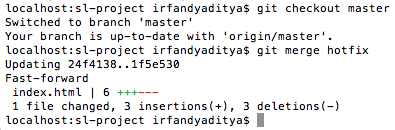 localhost:sl-project irfandyaditya$ git checkout master
Switched to branch 'master'
Your branch is up-to-date with 'origin/master'.
localhost:sl-project irfandyaditya$ git merge hotfix
Updating 24f4138..1f5e530
Fast-forward
 index.html | 6 +++---
 1 file changed, 3 insertions(+), 3 deletions(-)
localhost:sl-project irfandyaditya$